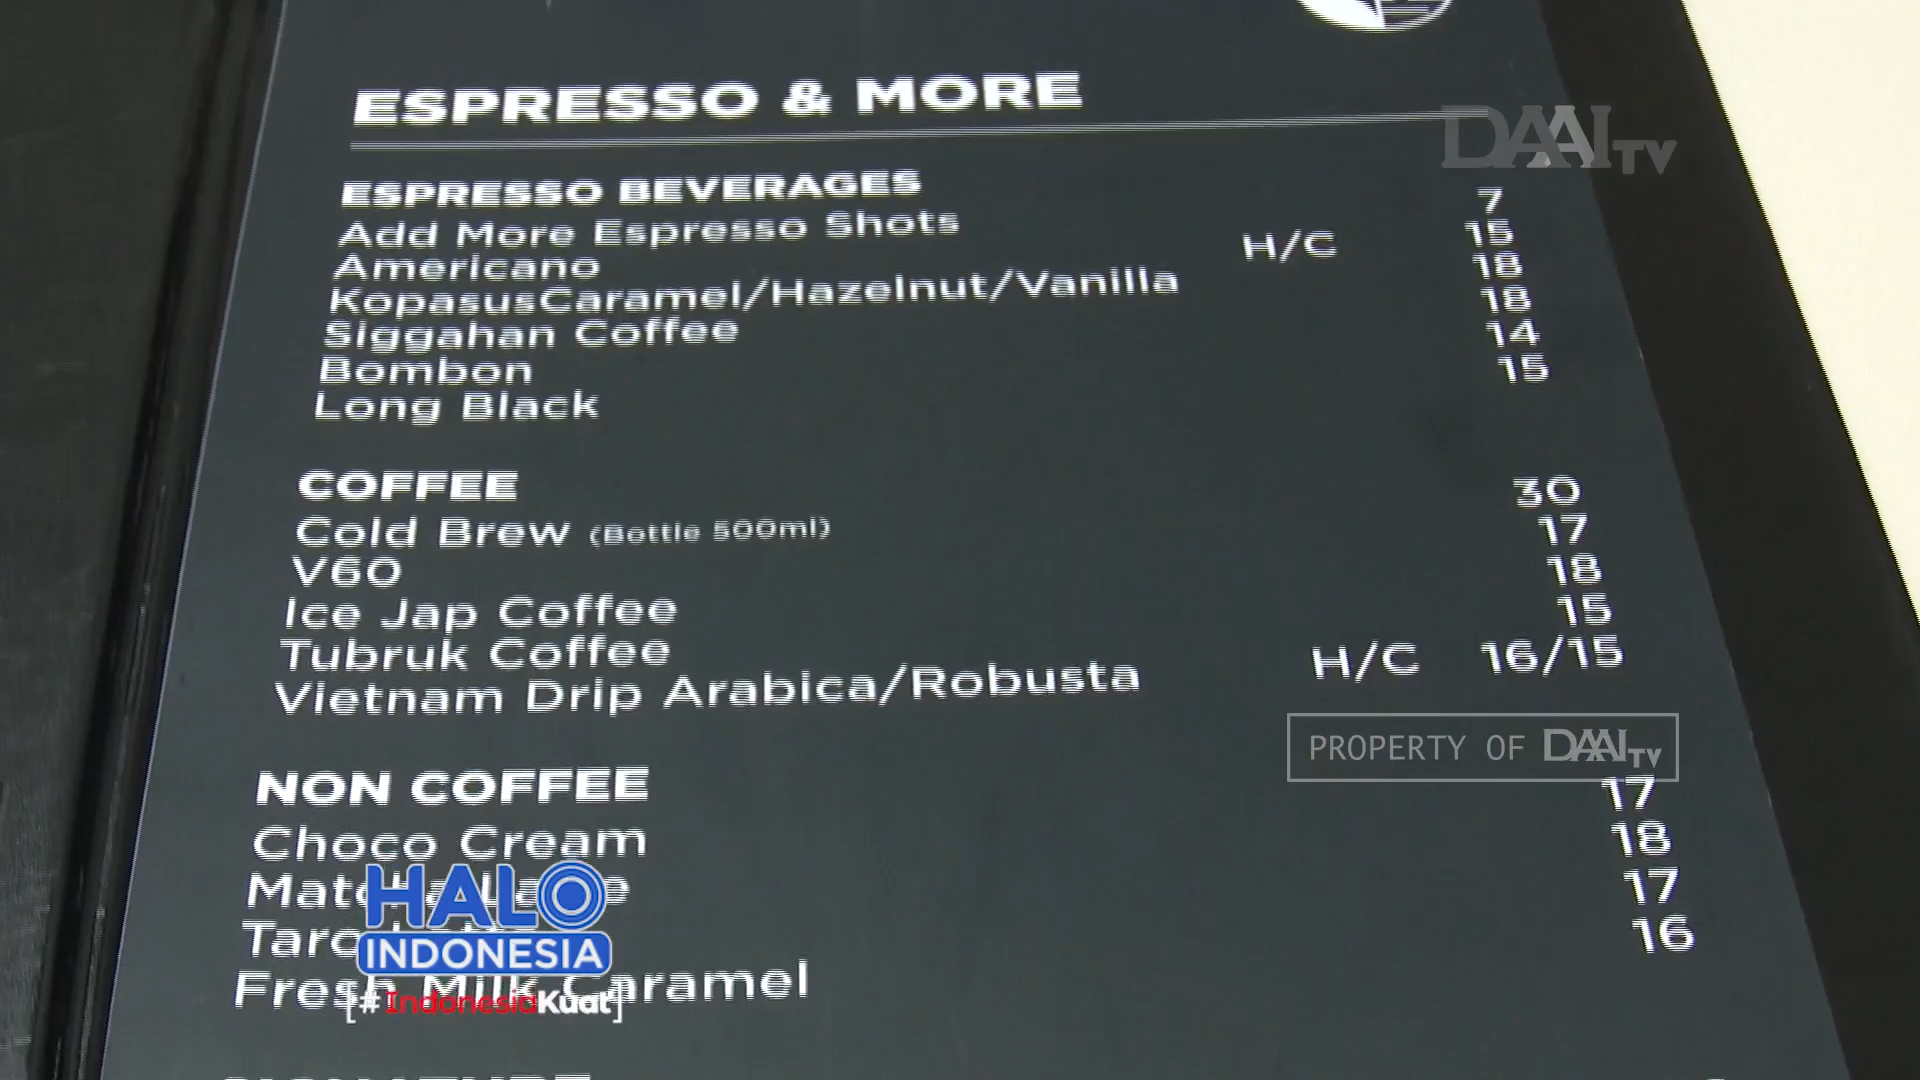 ESPRESSO & MORE
DAAI TV
ESPRESSO BEVERAGES
Add More Espresso Shots 7
Americano H/C 15
KopasusCaramel/Hazelnut/Vanilla 18
Siggahan Coffee 18
Bombon 14
Long Black 15
COFFEE
Cold Brew (Bottle 500ml) 30
V60 17
Ice Jap Coffee 18
Tubruk Coffee 15
Vietnam Drip Arabica/Robusta H/C 16/15
PROPERTY OF DAAI TV
NON COFFEE
Choco Cream 17
18
17
Fresh Milk Caramel 16
HALO
INDONESIA
[#IndonesiaKuat]